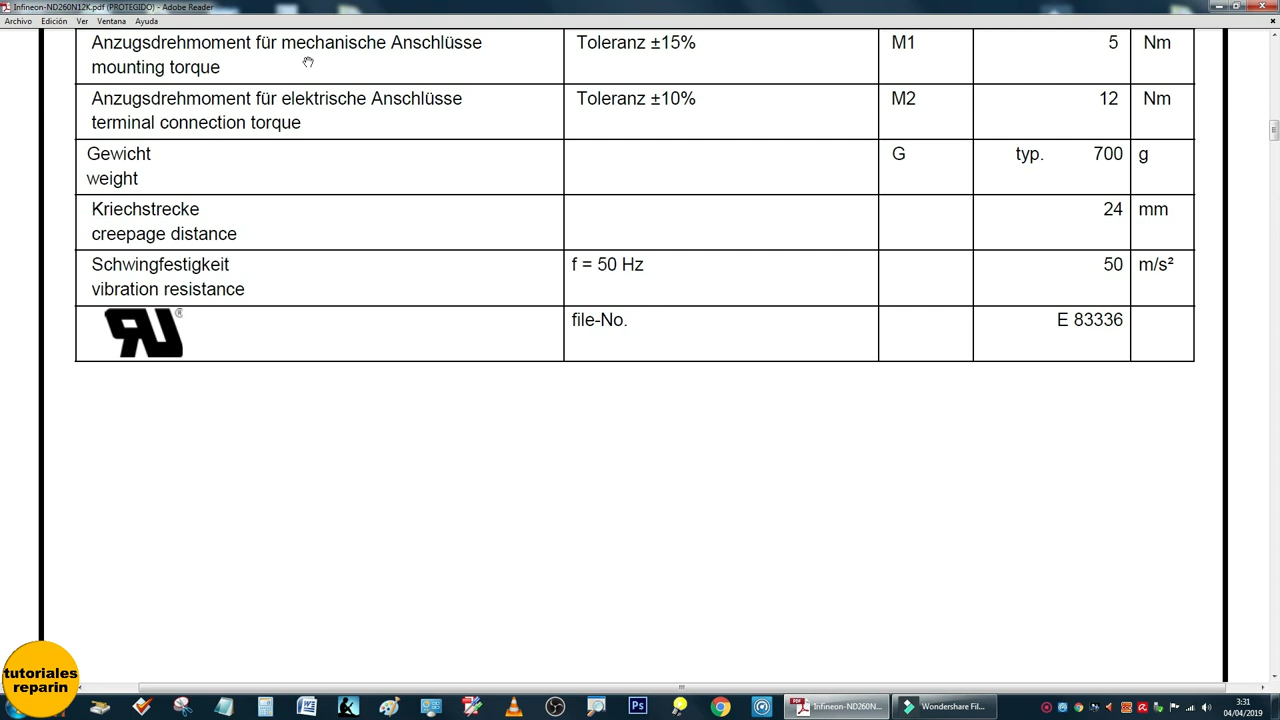 Infineon-ND260N12K.pdf (PROTEGIDO) - Adobe Reader
Archivo Edición Ver Ventana Ayuda
Anzugsdrehmoment für mechanische Anschlüsse Toleranz ±15% M1 5 Nm
mounting torque
Anzugsdrehmoment für elektrische Anschlüsse Toleranz ±10% M2 12 Nm
terminal connection torque
Gewicht G typ. 700 g
weight
Kriechstrecke 24 mm
creepage distance
Schwingfestigkeit f = 50 Hz 50 m/s²
vibration resistance
RU® file-No. E 83336
tutoriales
reparin
Infineon-ND260N... Wondershare Fil...
Ps
3:31
04/04/2019